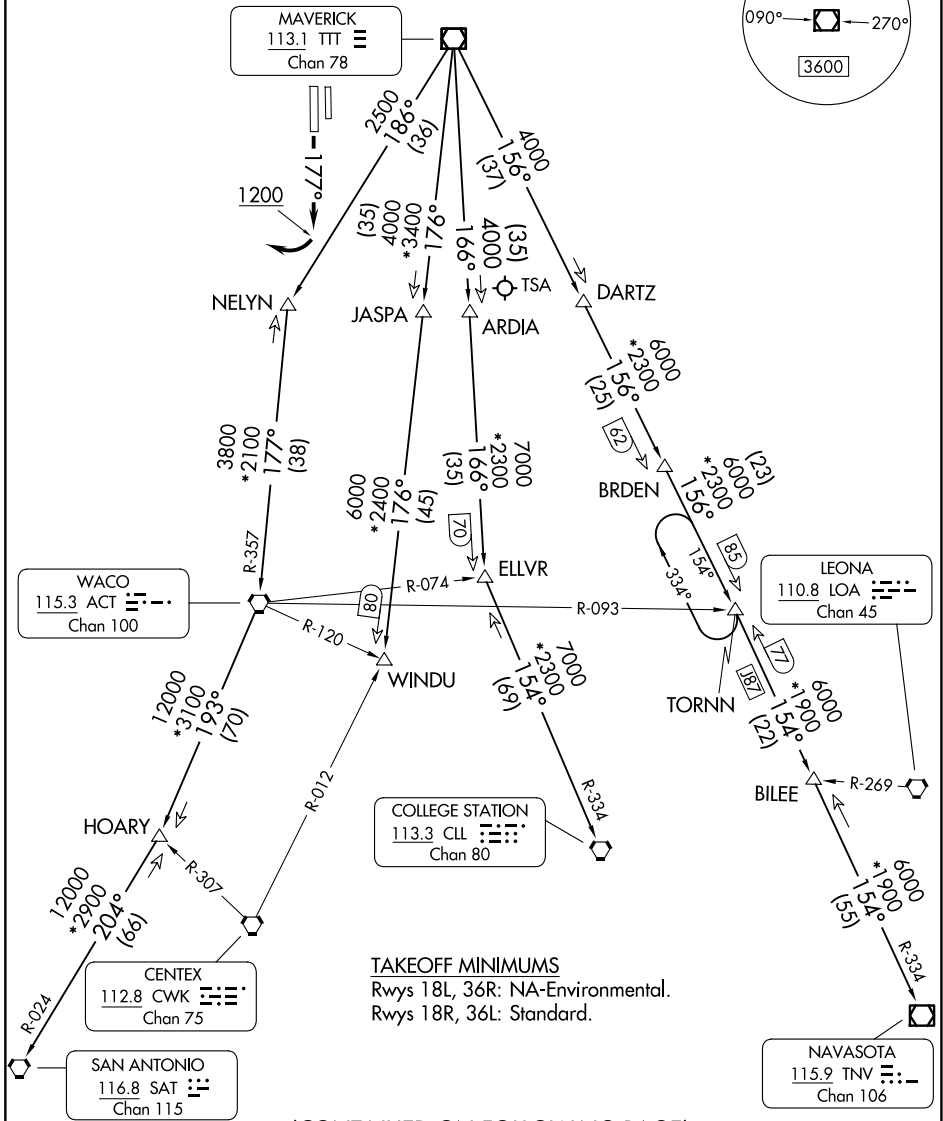 MAVERICK
113.1 TTT
Chan 78
090°
270°
3600
177°
1200
2500
186°
(36)
(35)
4000
*3400
176°
(35)
4000
166°
4000
156°
(37)
TSA
NELYN
JASPA
ARDIA
DARTZ
6000
*2300
156°
(25)
62
BRDEN
(23)
6000
*2300
156°
3800
*2100
177°
(38)
6000
*2400
176°
(45)
7000
*2300
166°
(35)
70
ELLVR
154°
334°
85
R-357
WACO
115.3 ACT
Chan 100
R-074
80
R-093
R-120
WINDU
LEONA
110.8 LOA
Chan 45
TORNN
77
J87
6000
*1900
154°
(22)
7000
*2300
154°
(69)
12000
*3100
193°
(70)
R-012
BILEE
R-269
HOARY
R-307
COLLEGE STATION
113.3 CLL
Chan 80
R-334
12000
*2900
204°
(66)
6000
*1900
154°
(55)
R-334
CENTEX
112.8 CWK
Chan 75
R-024
TAKEOFF MINIMUMS
Rwys 18L, 36R: NA-Environmental.
Rwys 18R, 36L: Standard.
SAN ANTONIO
116.8 SAT
Chan 115
NAVASOTA
115.9 TNV
Chan 106